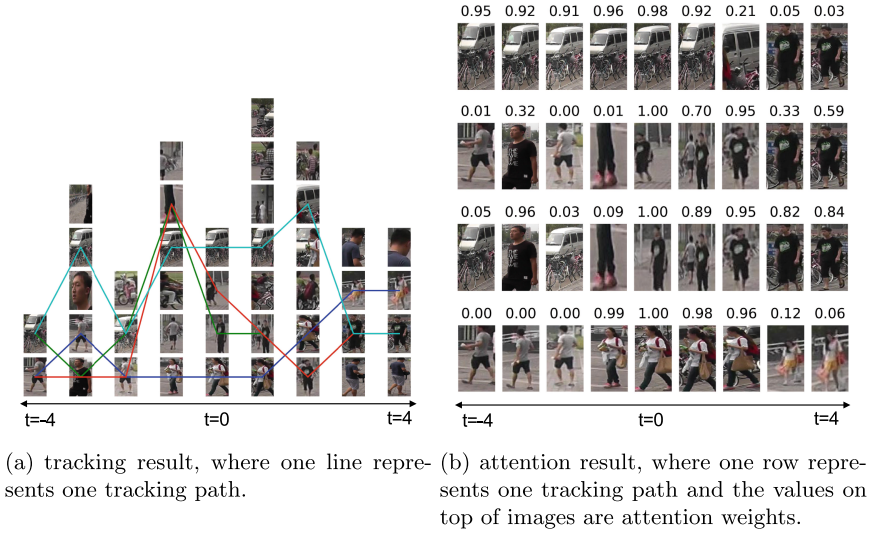 0.95 0.92 0.91 0.96 0.98 0.92 0.21 0.05 0.03
0.01 0.32 0.00 0.01 1.00 0.70 0.95 0.33 0.59
0.05 0.96 0.03 0.09 1.00 0.89 0.95 0.82 0.84
0.00 0.00 0.00 0.99 1.00 0.98 0.96 0.12 0.06
t=-4 t=0 t=4
t=-4 t=0 t=4
(a) tracking result, where one line repre-
sents one tracking path.
(b) attention result, where one row repre-
sents one tracking path and the values on
top of images are attention weights.